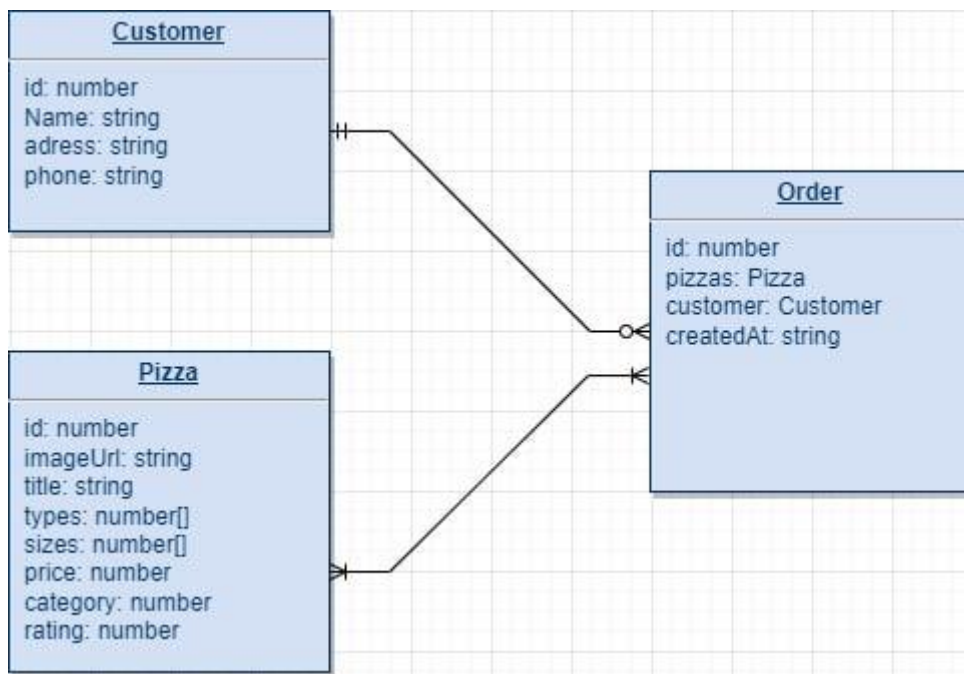 Customer
id: number
Name: string
adress: string
phone: string
Order
id: number
pizzas: Pizza
customer: Customer
createdAt: string
Pizza
id: number
imageUrl: string
title: string
types: number[]
sizes: number[]
price: number
category: number
rating: number